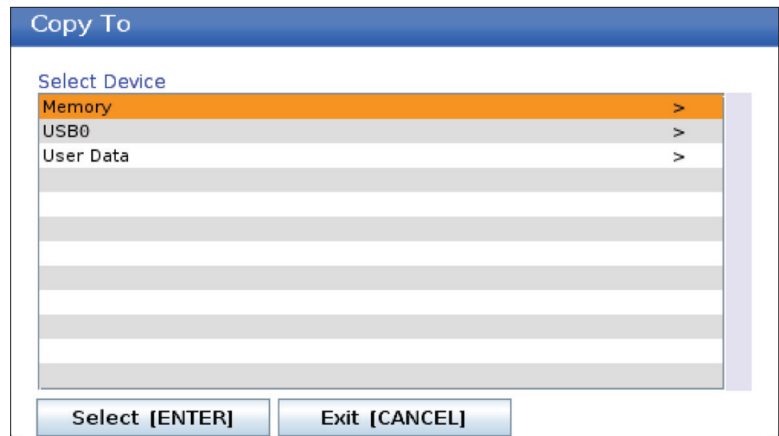 Copy To
Select Device
Memory >
USB0 >
User Data >
Select [ENTER] Exit [CANCEL]